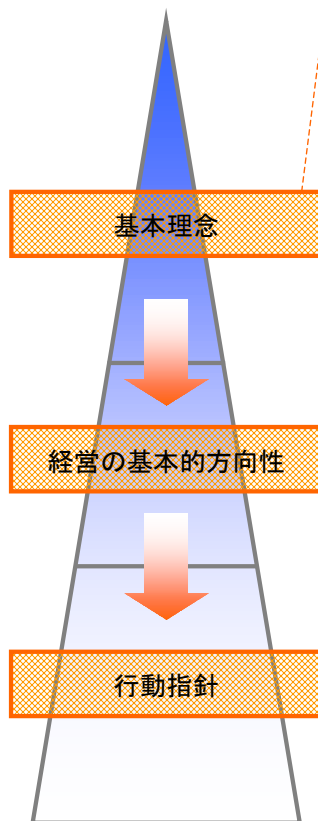 基本理念
経営の基本的方向性
行動指針